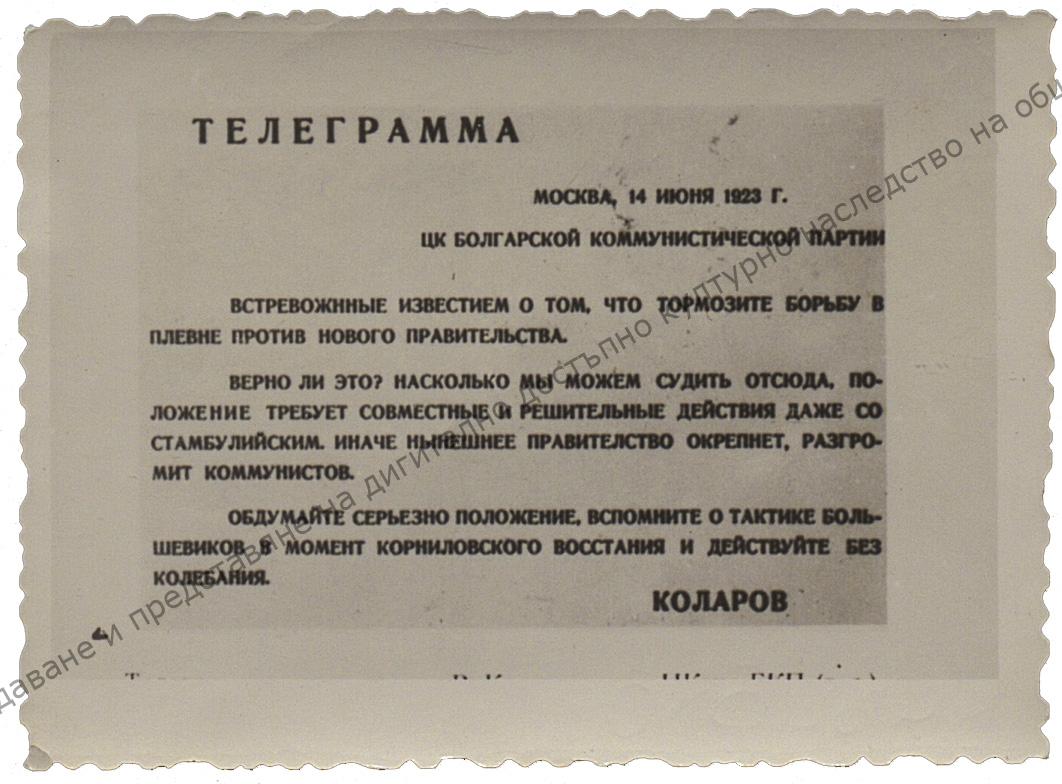 ТЕЛЕГРАММА
МОСКВА, 14 ИЮНЯ 1923 Г.
ЦК БОЛГАРСКОЙ КОММУНИСТИЧЕСКОЙ ПАРТИИ
ВСТРЕВОЖННЫЕ ИЗВЕСТИЕМ О ТОМ, ЧТО ТОРМОЗИТЕ БОРЬБУ В
ПЛЕВНЕ ПРОТИВ НОВОГО ПРАВИТЕЛЬСТВА.
ВЕРНО ЛИ ЭТО? НАСКОЛЬКО МЫ МОЖЕМ СУДИТЬ ОТСЮДА, ПО-
ЛОЖЕНИЕ ТРЕБУЕТ СОВМЕСТНЫЕ И РЕШИТЕЛЬНЫЕ ДЕЙСТВИЯ ДАЖЕ СО
СТАМБУЛИЙСКИМ. ИНАЧЕ НЫНЕШНЕЕ ПРАВИТЕЛСТВО ОКРЕПНЕТ, РАЗГРО-
МИТ КОММУНИСТОВ.
ОБДУМАЙТЕ СЕРЬЕЗНО ПОЛОЖЕНИЕ, ВСПОМНИТЕ О ТАКТИКЕ БОЛЬ-
ШЕВИКОВ В МОМЕНТ КОРНИЛОВСКОГО ВОССТАНИЯ И ДЕЙСТВУЙТЕ БЕЗ
КОЛЕБАНИЯ.
КОЛАРОВ
даване и представяне на дигитално достъпно културно наследство на